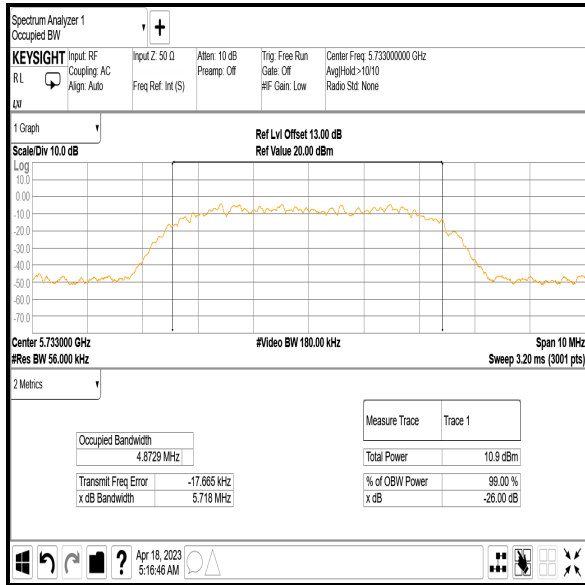 Spectrum Analyzer 1
Occupied BW
+
KEYSIGHT
RL
LXI
Input: RF
Coupling: AC
Align: Auto
Input Z: 50 Ω
Freq Ref: Int (S)
Atten: 10 dB
Preamp: Off
Trig: Free Run
Gate: Off
#IF Gain: Low
Center Freq: 5.733000000 GHz
Avg|Hold:>10/10
Radio Std: None
1 Graph
Scale/Div 10.0 dB
Ref Lvl Offset 13.00 dB
Ref Value 20.00 dBm
Log
10.0
0.00
-10.0
-20.0
-30.0
-40.0
-50.0
-60.0
-70.0
Center 5.733000 GHz
#Video BW 180.00 kHz
Span 10 MHz
#Res BW 56.000 kHz
Sweep 3.20 ms (3001 pts)
2 Metrics
Occupied Bandwidth
4.8729 MHz
Transmit Freq Error -17.665 kHz
x dB Bandwidth 5.718 MHz
Measure Trace Trace 1
Total Power 10.9 dBm
% of OBW Power 99.00 %
x dB -26.00 dB
?
Apr 18, 2023
5:16:46 AM